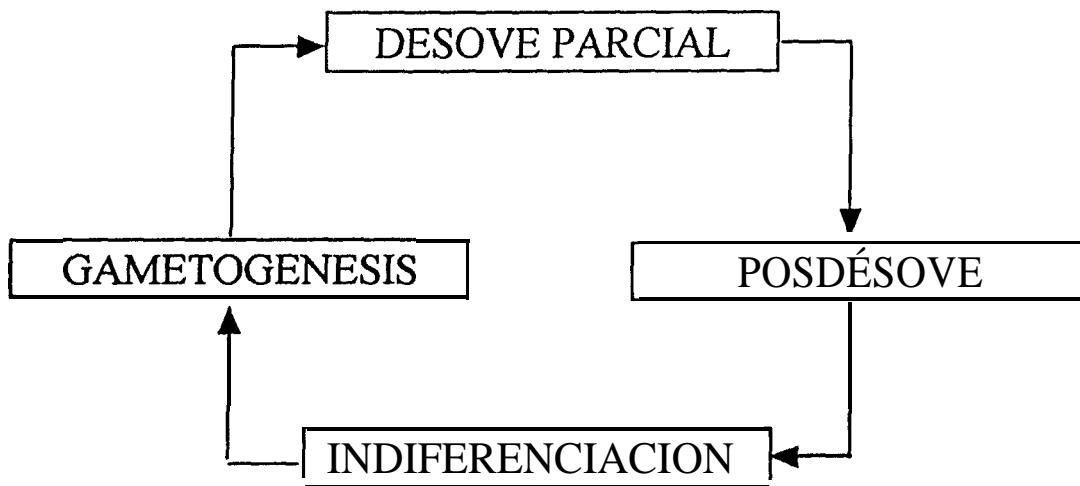 DESOVE PARCIAL
GAMETOGENESIS
POSDÉSOVE
INDIFERENCIACION